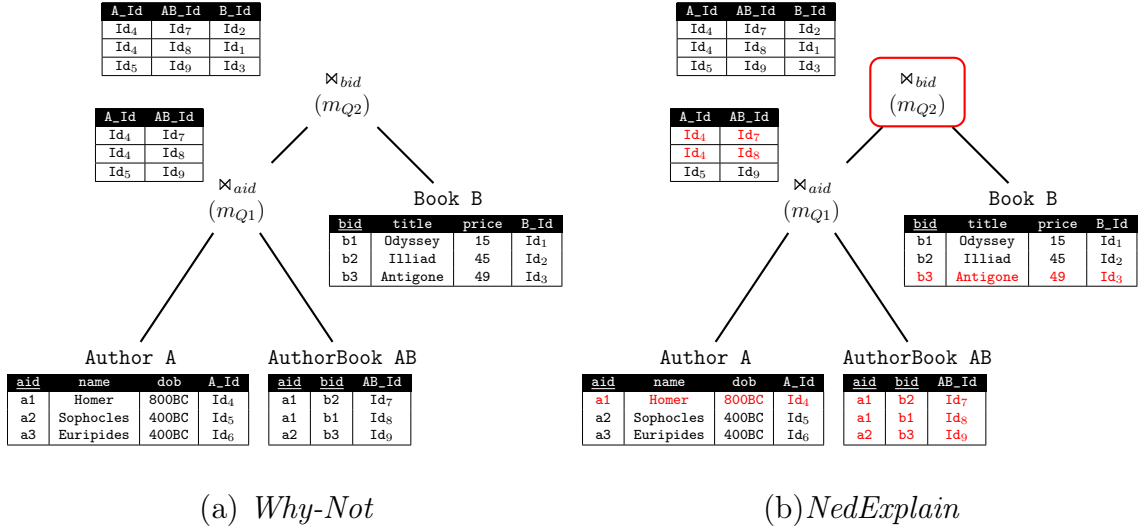 A_Id AB_Id B_Id
Id4 Id7 Id2
Id4 Id8 Id1
Id5 Id9 Id3
⋈bid
(mQ2)
A_Id AB_Id
Id4 Id7
Id4 Id8
Id5 Id9
⋈aid
(mQ1)
Book B
bid title price B_Id
b1 Odyssey 15 Id1
b2 Illiad 45 Id2
b3 Antigone 49 Id3
Author A
aid name dob A_Id
a1 Homer 800BC Id4
a2 Sophocles 400BC Id5
a3 Euripides 400BC Id6
AuthorBook AB
aid bid AB_Id
a1 b2 Id7
a1 b1 Id8
a2 b3 Id9
(a) Why-Not
A_Id AB_Id B_Id
Id4 Id7 Id2
Id4 Id8 Id1
Id5 Id9 Id3
⋈bid
(mQ2)
A_Id AB_Id
Id4 Id7
Id4 Id8
Id5 Id9
⋈aid
(mQ1)
Book B
bid title price B_Id
b1 Odyssey 15 Id1
b2 Illiad 45 Id2
b3 Antigone 49 Id3
Author A
aid name dob A_Id
a1 Homer 800BC Id4
a2 Sophocles 400BC Id5
a3 Euripides 400BC Id6
AuthorBook AB
aid bid AB_Id
a1 b2 Id7
a1 b1 Id8
a2 b3 Id9
(b) NedExplain